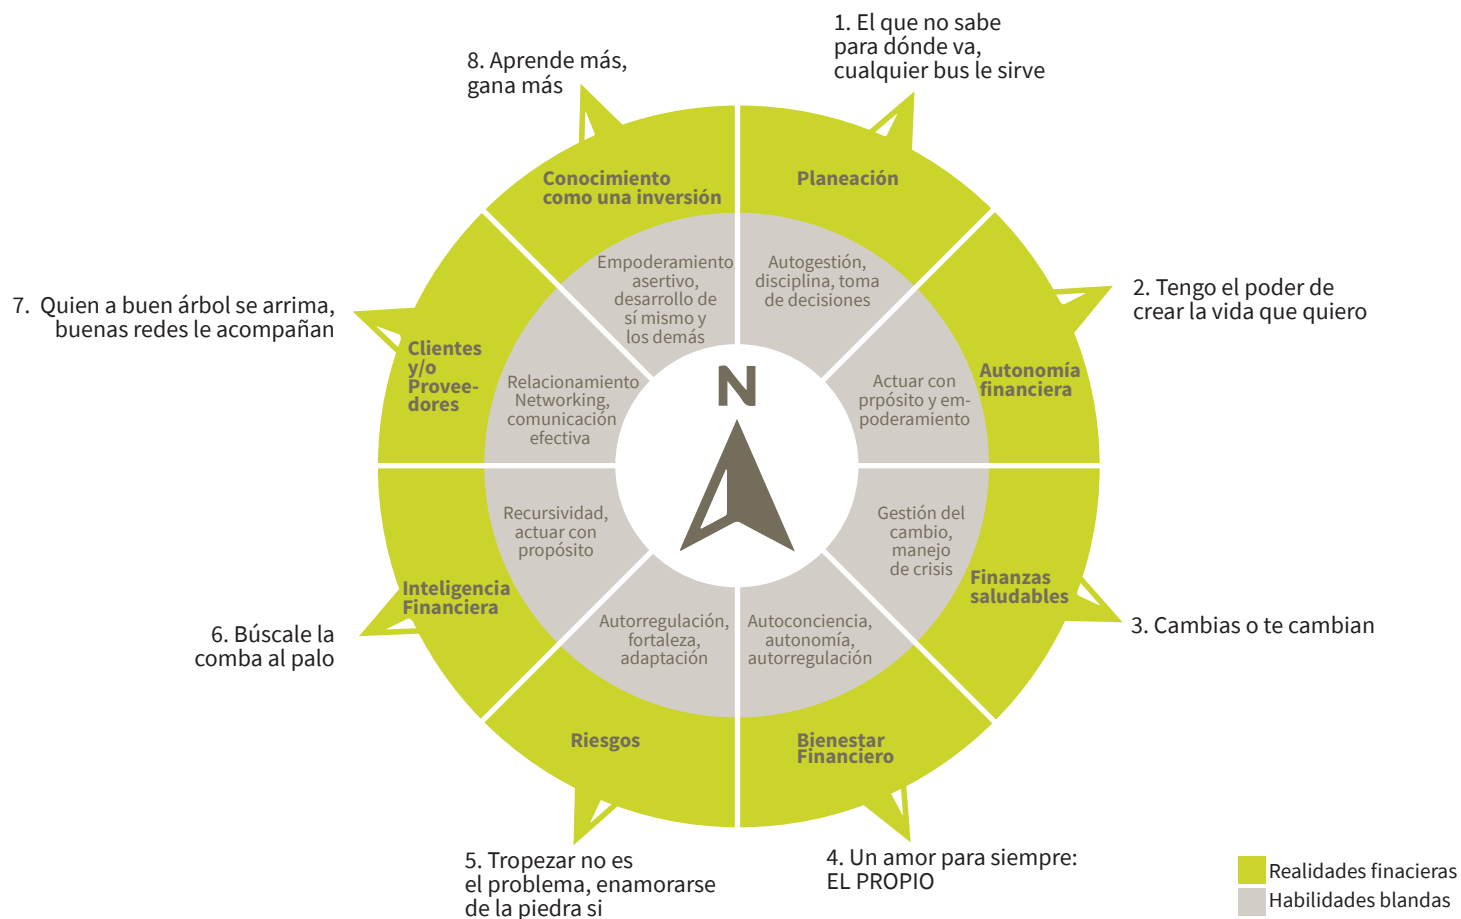 1. El que no sabe
para dónde va,
cualquier bus le sirve
8. Aprende más,
gana más
Conocimiento
como una inversión
Planeación
Empoderamiento
asertivo,
desarrollo de
sí mismo y
los demás
Autogestión,
disciplina, toma
de decisiones
2. Tengo el poder de
crear la vida que quiero
7. Quien a buen árbol se arrima,
buenas redes le acompañan
Clientes
y/o
Provee-
dores
Relacionamiento
Networking,
comunicación
efectiva
N
Actuar con
prpósito y em-
poderamiento
Autonomía
financiera
Recursividad,
actuar con
propósito
Gestión del
cambio,
manejo
de crisis
Inteligencia
Financiera
Finanzas
saludables
6. Búscale la
comba al palo
Autorregulación,
fortaleza,
adaptación
Autoconciencia,
autonomía,
autorregulación
3. Cambias o te cambian
Riesgos
Bienestar
Financiero
5. Tropezar no es
el problema, enamorarse
de la piedra si
4. Un amor para siempre:
EL PROPIO
Realidades finacieras
Habilidades blandas